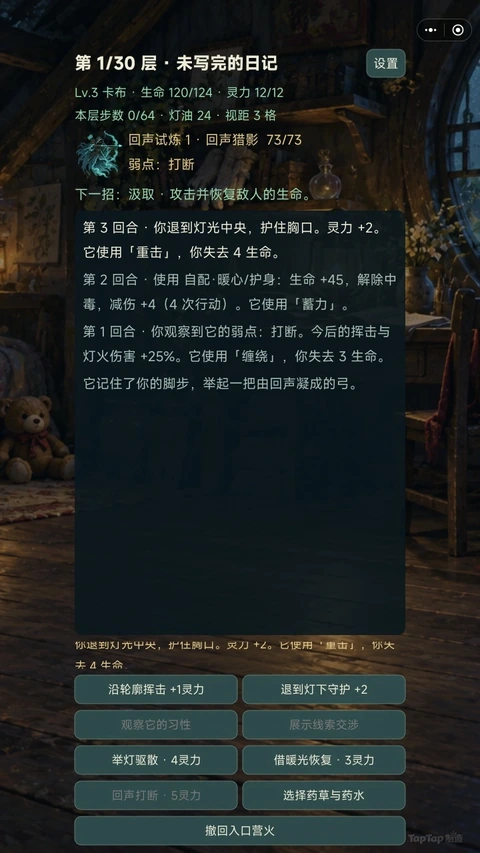 第 1/30 层 · 未写完的日记
设置
Lv.3 卡布 · 生命 120/124 · 灵力 12/12
本层步数 0/64 · 灯油 24 · 视距 3 格
回声试炼 1 · 回声猎影 73/73
弱点：打断
下一招：汲取 · 攻击并恢复敌人的生命。
第 3 回合 · 你退到灯光中央，护住胸口。灵力 +2。
它使用「重击」，你失去 4 生命。
第 2 回合 · 使用 自配·暖心/护身：生命 +45，解除中
毒，减伤 +4（4 次行动）。它使用「蓄力」。
第 1 回合 · 你观察到它的弱点：打断。今后的挥击与
灯火伤害 +25%。它使用「缠绕」，你失去 3 生命。
它记住了你的脚步，举起一把由回声凝成的弓。
你退到灯光中央，护住胸口。灵力 +2。它使用「重击」，你失
去 4 生命。
沿轮廓挥击 +1灵力
退到灯下守护 +2
观察它的习性
展示线索交涉
举灯驱散 · 4灵力
借暖光恢复 · 3灵力
回声打断 · 5灵力
选择药草与药水
撤回入口营火
TapTap 制造